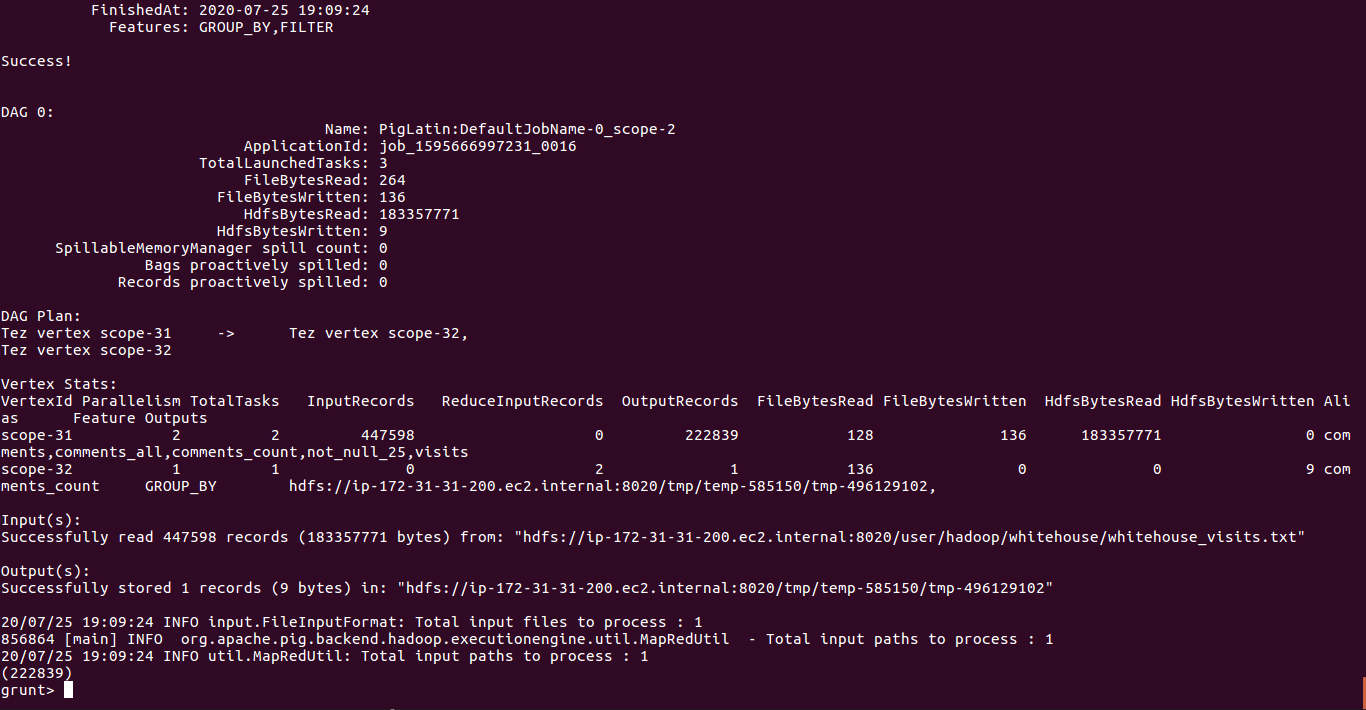 FinishedAt: 2020-07-25 19:09:24
            Features: GROUP_BY,FILTER
Success!
DAG 0:
                                    Name: PigLatin:DefaultJobName-0_scope-2
                           ApplicationId: job_1595666997231_0016
                      TotalLaunchedTasks: 3
                           FileBytesRead: 264
                        FileBytesWritten: 136
                           HdfsBytesRead: 183357771
                        HdfsBytesWritten: 9
      SpillableMemoryManager spill count: 0
                Bags proactively spilled: 0
             Records proactively spilled: 0
DAG Plan:
Tez vertex scope-31     ->      Tez vertex scope-32,
Tez vertex scope-32
Vertex Stats:
VertexId Parallelism TotalTasks   InputRecords   ReduceInputRecords  OutputRecords  FileBytesRead FileBytesWritten  HdfsBytesRead HdfsBytesWritten Ali
as      Feature Outputs
scope-31           2          2         447598                    0         222839            128              136      183357771                0 com
ments,comments_all,comments_count,not_null_25,visits
scope-32           1          1              0                    2              1            136                0              0                9 com
ments_count     GROUP_BY        hdfs://ip-172-31-31-200.ec2.internal:8020/tmp/temp-585150/tmp-496129102,
Input(s):
Successfully read 447598 records (183357771 bytes) from: "hdfs://ip-172-31-31-200.ec2.internal:8020/user/hadoop/whitehouse/whitehouse_visits.txt"
Output(s):
Successfully stored 1 records (9 bytes) in: "hdfs://ip-172-31-31-200.ec2.internal:8020/tmp/temp-585150/tmp-496129102"
20/07/25 19:09:24 INFO input.FileInputFormat: Total input files to process : 1
856864 [main] INFO  org.apache.pig.backend.hadoop.executionengine.util.MapRedUtil  - Total input paths to process : 1
20/07/25 19:09:24 INFO util.MapRedUtil: Total input paths to process : 1
(222839)
grunt>